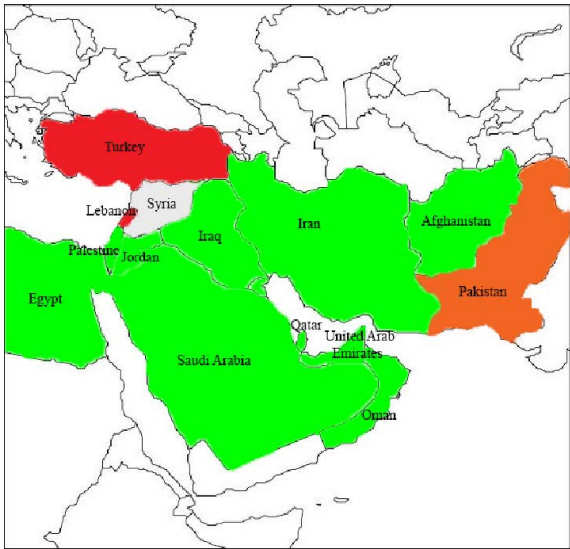 Turkey
Lebanon
Syria
Palestine
Jordan
Iraq
Iran
Afghanistan
Pakistan
Egypt
Saudi Arabia
Qatar
United Arab
Emirates
Oman